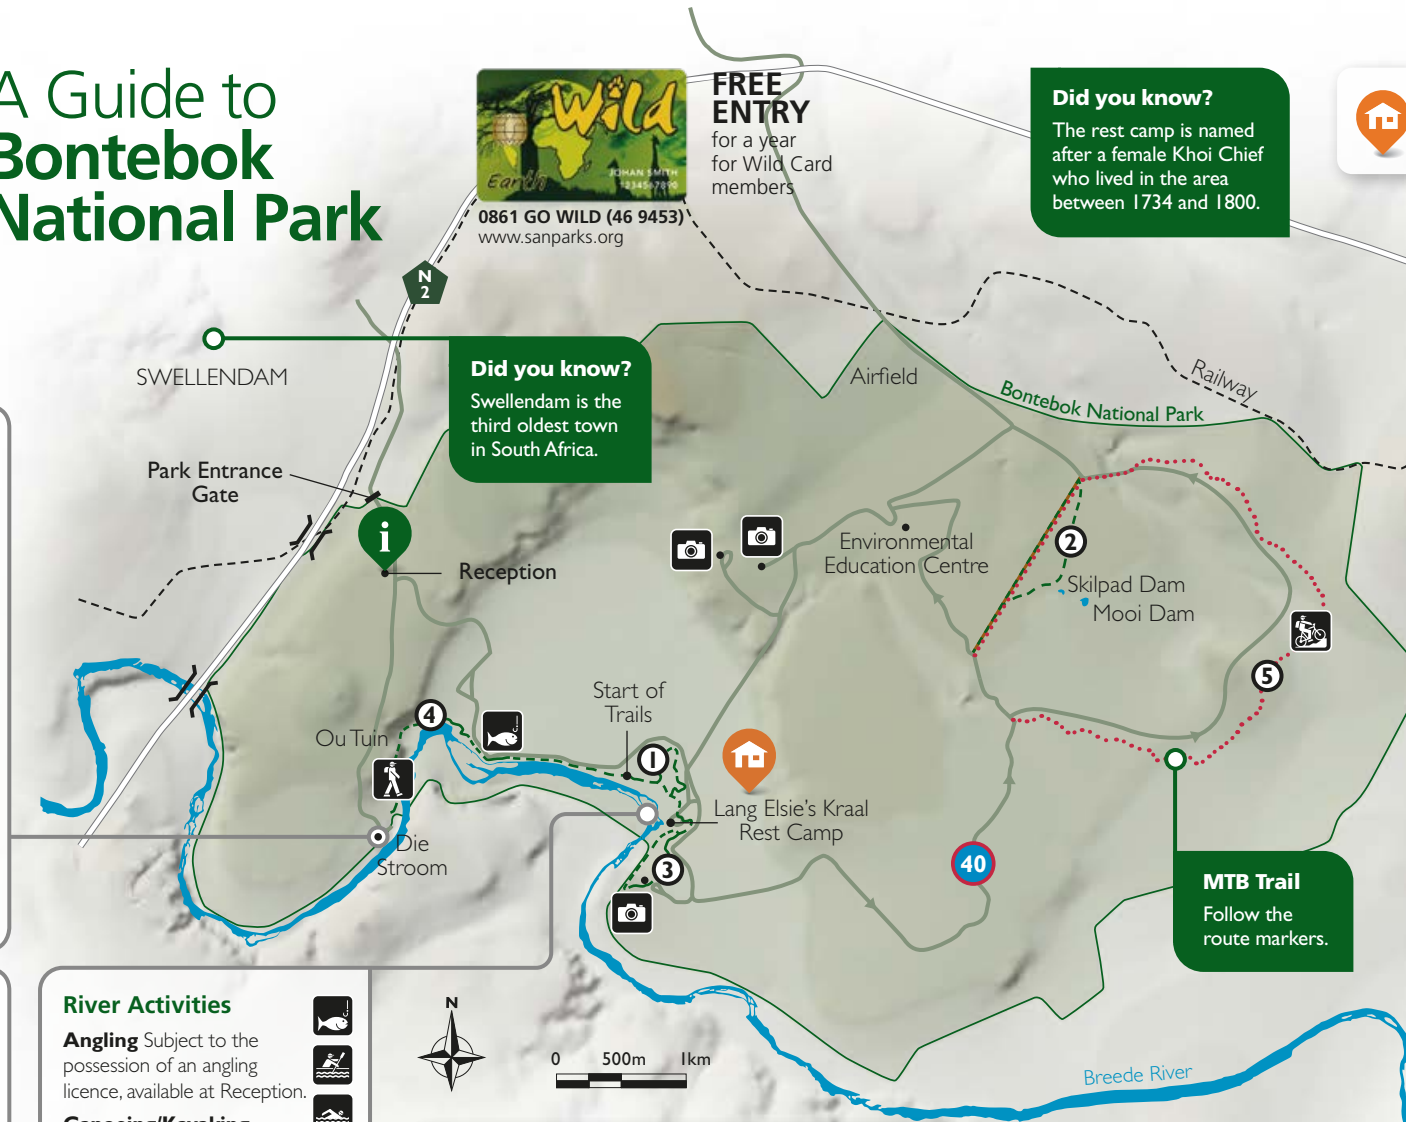 A Guide to
Bontebok
National Park
Wild
Earth
JOHAN SMITH
1234567890
0861 GO WILD (46 9453)
www.sanparks.org
FREE
ENTRY
for a year
for Wild Card
members
Did you know?
The rest camp is named
after a female Khoi Chief
who lived in the area
between 1734 and 1800.
N
2
SWELLENDAM
Did you know?
Swellendam is the
third oldest town
in South Africa.
Airfield
Bontebok National Park
Railway
Park Entrance
Gate
i
Reception
Environmental
Education Centre
2
Skilpad Dam
Mooi Dam
5
Start of
Trails
4
Ou Tuin
1
Lang Elsie's Kraal
Rest Camp
Die
Stroom
3
40
MTB Trail
Follow the
route markers.
River Activities
Angling Subject to the
possession of an angling
licence, available at Reception.
Canoeing/Kayaking
N
0 500m 1km
Breede River